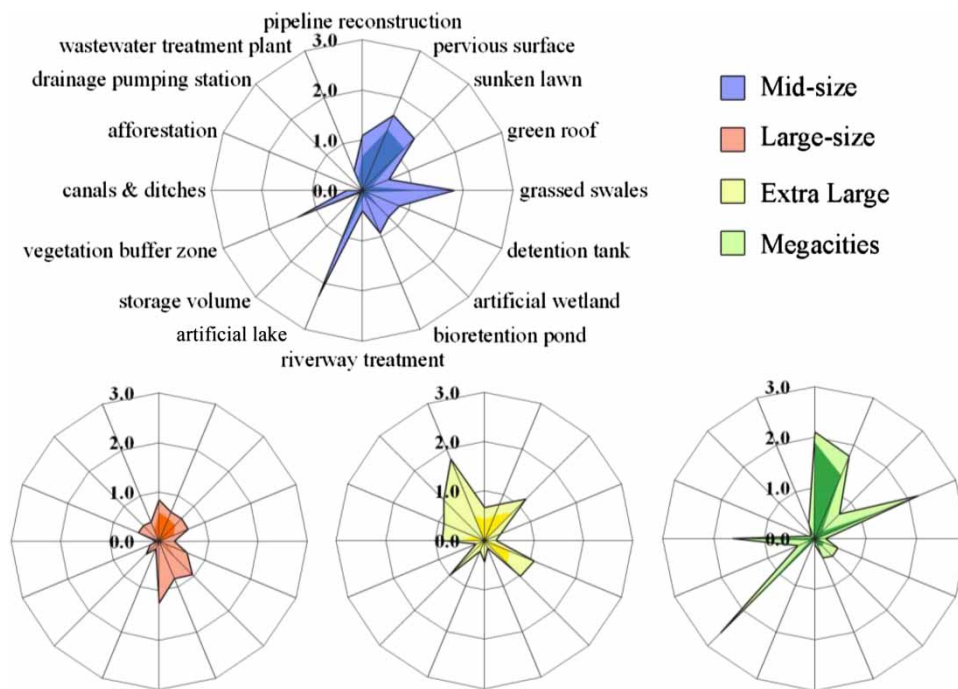 pipeline reconstruction
3.0
wastewater treatment plant
pervious surface
drainage pumping station
2.0
sunken lawn
afforestation
1.0
green roof
canals & ditches
0.0
grassed swales
vegetation buffer zone
detention tank
storage volume
artificial wetland
artificial lake
bioretention pond
riverway treatment
Mid-size
Large-size
Extra Large
Megacities
3.0
2.0
1.0
0.0
3.0
2.0
1.0
0.0
3.0
2.0
1.0
0.0